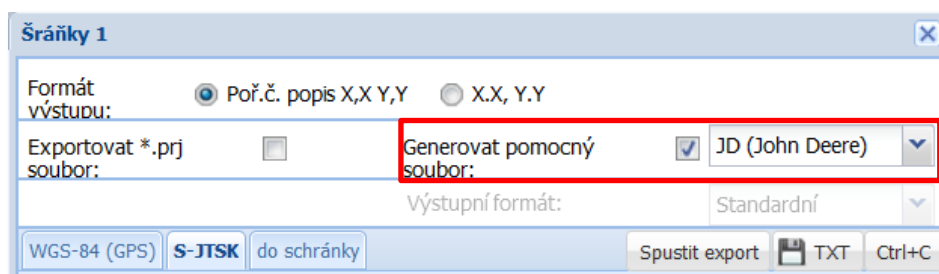 Šráňky 1
Formát
výstupu:
Poř.č. popis X,X Y,Y
X.X, Y.Y
Exportovat *.prj
soubor:
Generovat pomocný
soubor:
JD (John Deere)
Výstupní formát:
Standardní
WGS-84 (GPS) S-JTSK do schránky
Spustit export TXT Ctrl+C